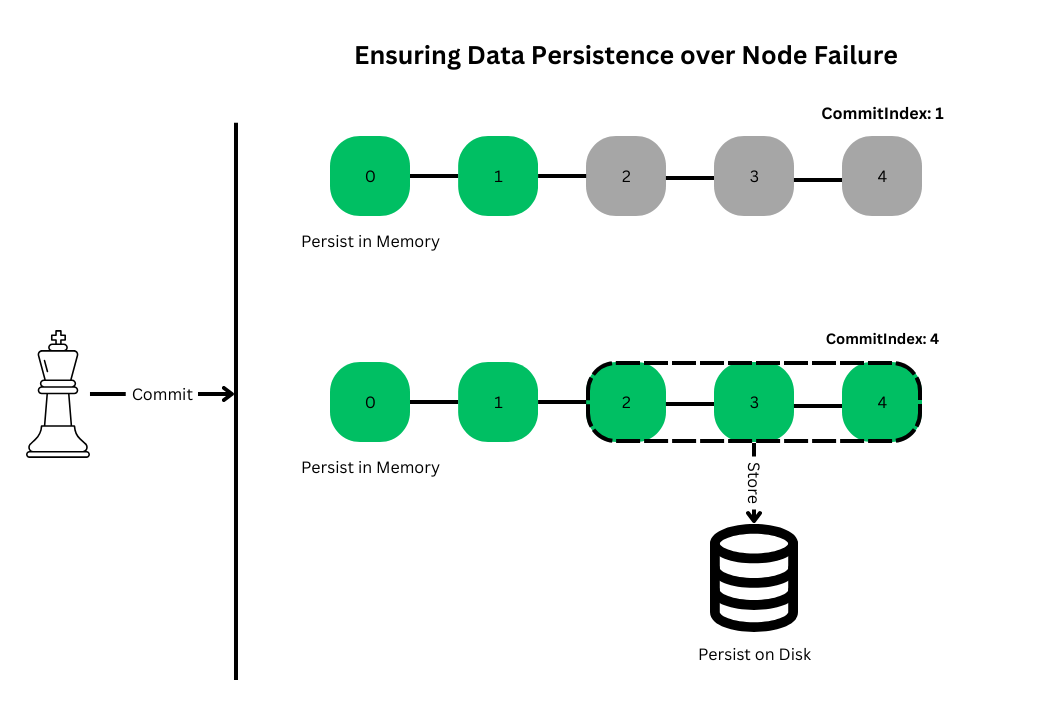 Ensuring Data Persistence over Node Failure
CommitIndex: 1
0
1
2
3
4
Persist in Memory
Commit
CommitIndex: 4
0
1
2
3
4
Persist in Memory
Store
Persist on Disk